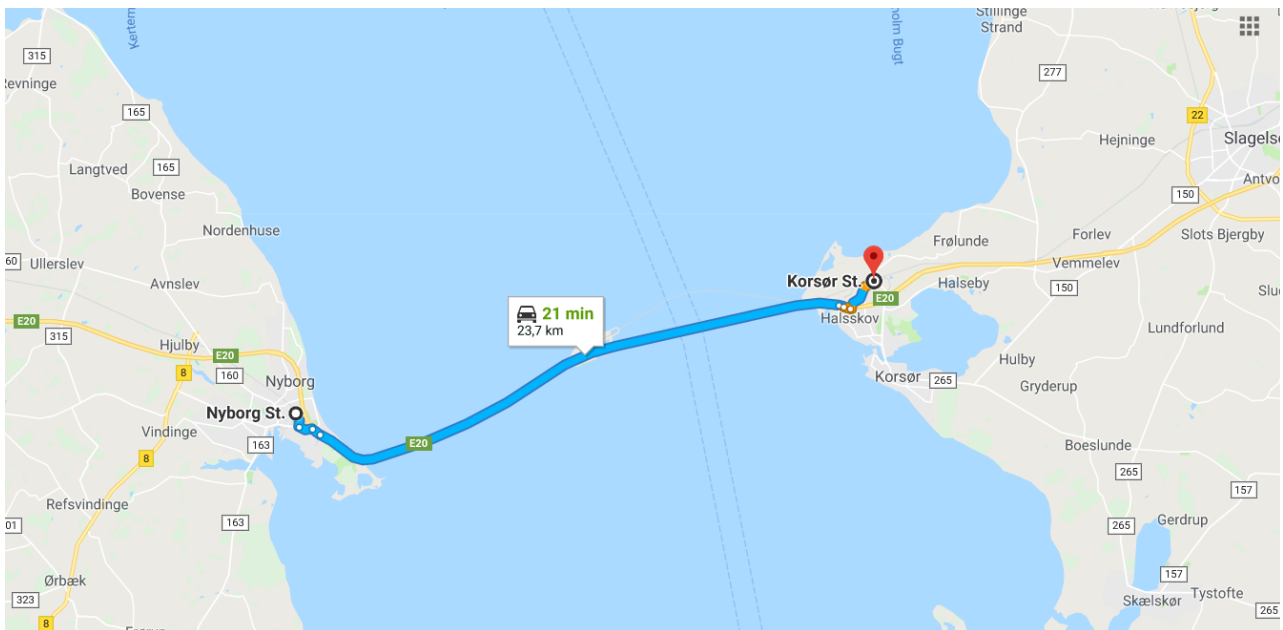 Kertem
315
Revninge
165
Langtved
165
Bovense
Nordenhuse
60
Ullerslev
Avnslev
E20
315
Hjulby
E20
8
160
Nyborg
Nyborg St.
Vindinge
163
8
Refsvindinge
01
163
Ørbæk
323
8
21 min
23,7 km
E20
holm Bugt
Stillinge
Strand
277
22
Hejninge
Slagelse
Antvo
150
Frølunde
Forlev
Slots Bjergby
Vemmelev
Korsør St.
E20
Halseby
150
Halsskov
Lundforlund
Korsør
265
Hulby
Gryderup
Boeslunde
265
157
265
Gerdrup
157
Tystofte
Skælskør
265